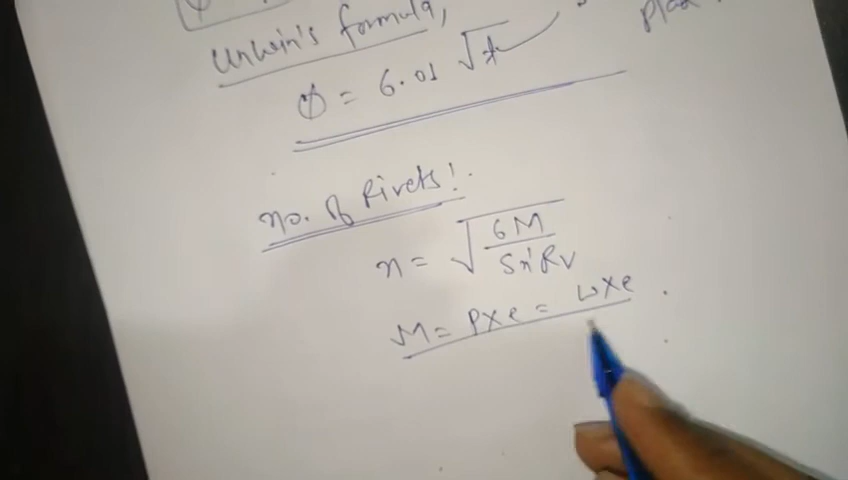 Unwin's formula,
φ = 6.01 √t
no. of Rivets:
n = √(6M / Sn'Rv)
M = P×e = W×e